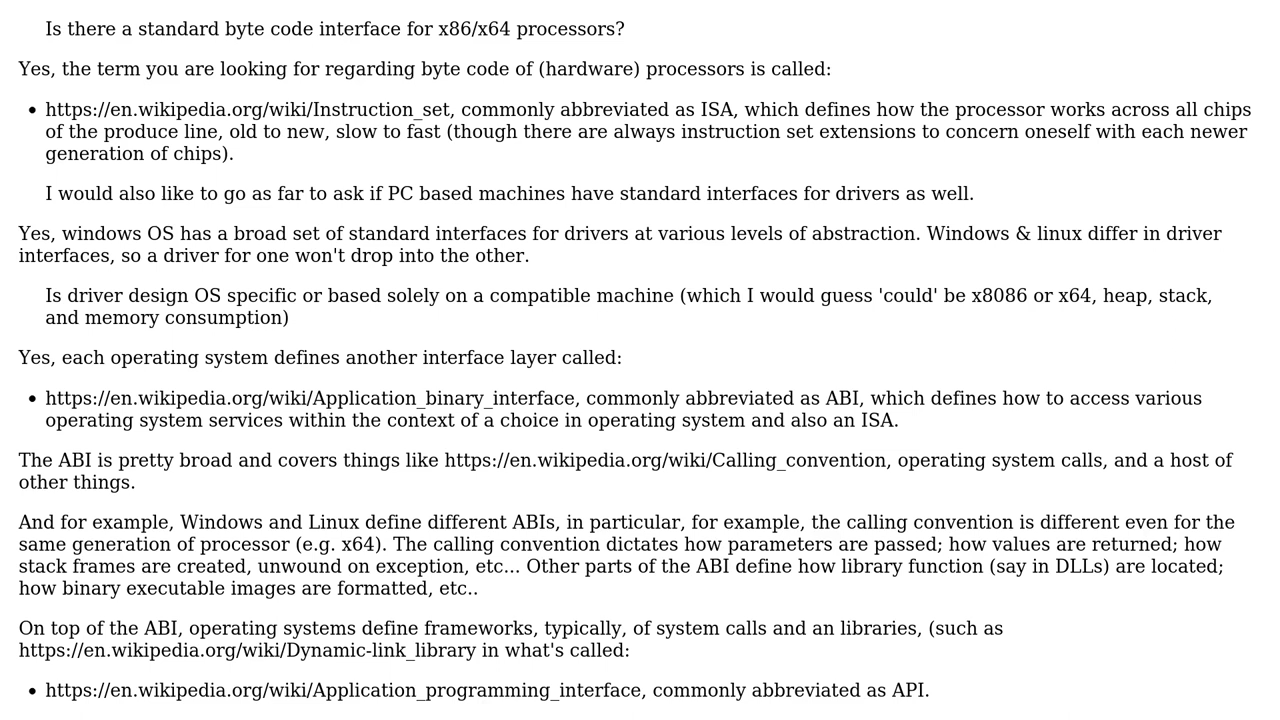 Is there a standard byte code interface for x86/x64 processors?
Yes, the term you are looking for regarding byte code of (hardware) processors is called:
• https://en.wikipedia.org/wiki/Instruction_set, commonly abbreviated as ISA, which defines how the processor works across all chips
of the produce line, old to new, slow to fast (though there are always instruction set extensions to concern oneself with each newer
generation of chips).
I would also like to go as far to ask if PC based machines have standard interfaces for drivers as well.
Yes, windows OS has a broad set of standard interfaces for drivers at various levels of abstraction. Windows & linux differ in driver
interfaces, so a driver for one won't drop into the other.
Is driver design OS specific or based solely on a compatible machine (which I would guess 'could' be x8086 or x64, heap, stack,
and memory consumption)
Yes, each operating system defines another interface layer called:
• https://en.wikipedia.org/wiki/Application_binary_interface, commonly abbreviated as ABI, which defines how to access various
operating system services within the context of a choice in operating system and also an ISA.
The ABI is pretty broad and covers things like https://en.wikipedia.org/wiki/Calling_convention, operating system calls, and a host of
other things.
And for example, Windows and Linux define different ABIs, in particular, for example, the calling convention is different even for the
same generation of processor (e.g. x64). The calling convention dictates how parameters are passed; how values are returned; how
stack frames are created, unwound on exception, etc... Other parts of the ABI define how library function (say in DLLs) are located;
how binary executable images are formatted, etc..
On top of the ABI, operating systems define frameworks, typically, of system calls and an libraries, (such as
https://en.wikipedia.org/wiki/Dynamic-link_library in what's called:
• https://en.wikipedia.org/wiki/Application_programming_interface, commonly abbreviated as API.